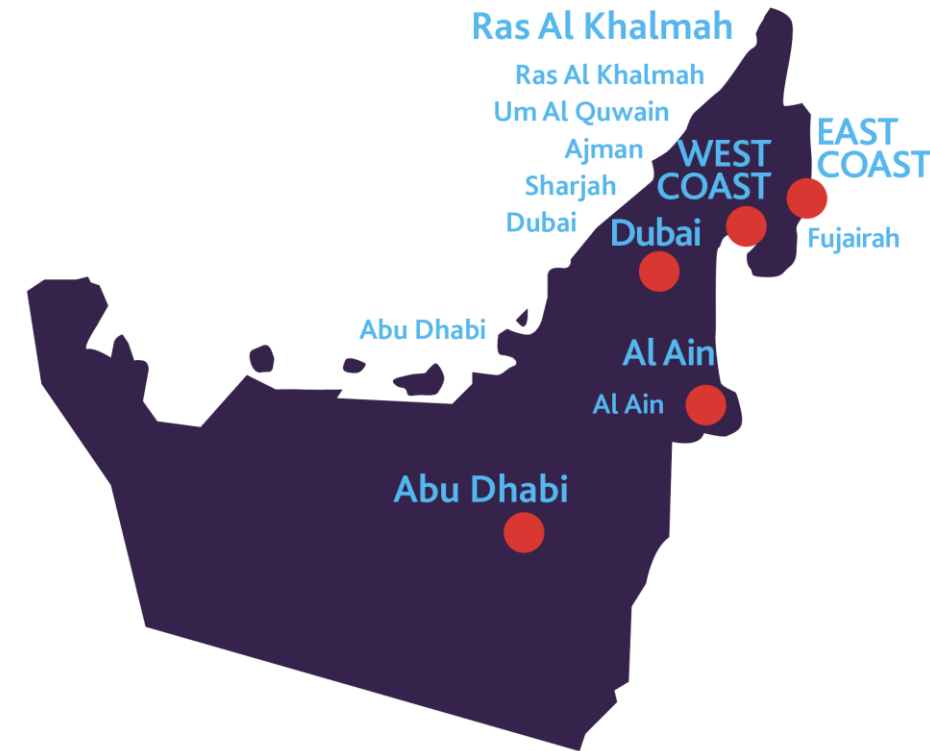 Ras Al Khalmah
Ras Al Khalmah
Um Al Quwain
Ajman
Sharjah
Dubai
WEST
COAST
EAST
COAST
Dubai
Fujairah
Abu Dhabi
Al Ain
Al Ain
Abu Dhabi